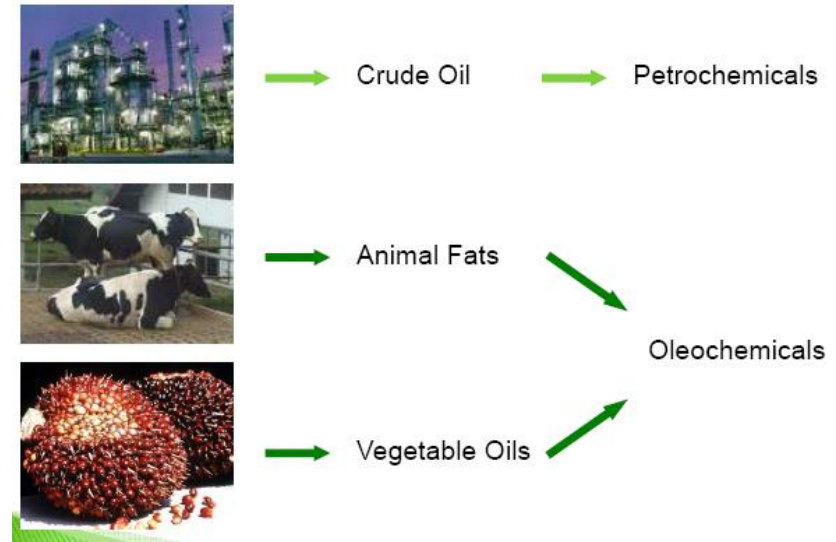 Crude Oil
Petrochemicals
Animal Fats
Oleochemicals
Vegetable Oils